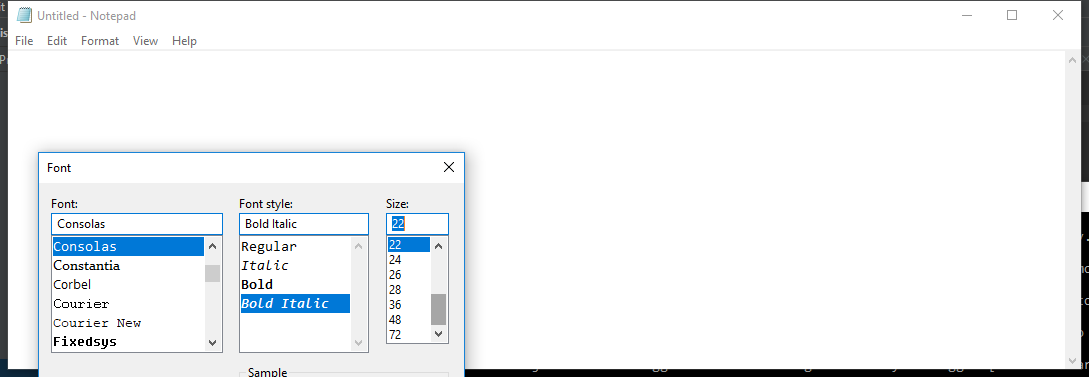 Untitled - Notepad
File Edit Format View Help
Font
Font: Font style: Size:
Consolas Bold Italic 22
Consolas Regular 22
Constantia Italic 24
Corbel Bold 26
Courier Bold Italic 28
Courier New 36
Fixedsys 48
72
Sample